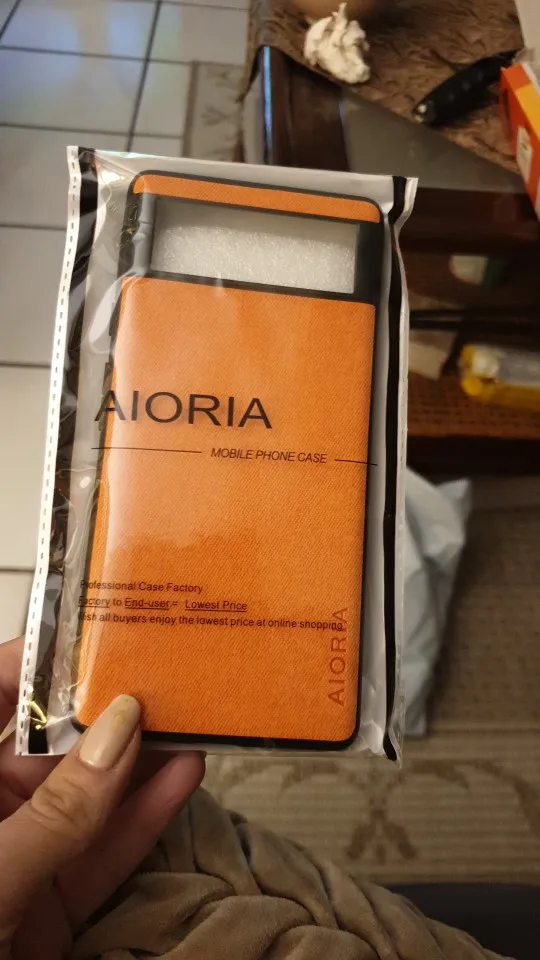 AIORIA
MOBILE PHONE CASE
Professional Case Factory
Factory to End-user = Lowest Price
all buyers enjoy the lowest price at online shopping
AIORIA